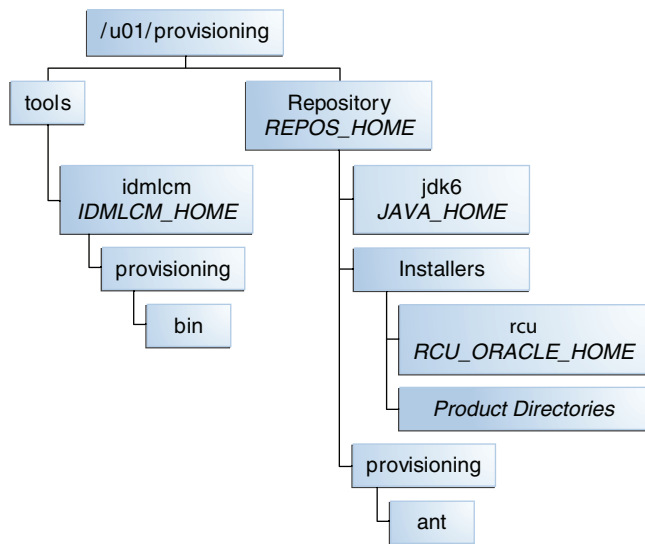 /u01/provisioning
tools
Repository
REPOS_HOME
idmlcm
IDMLCM_HOME
jdk6
JAVA_HOME
provisioning
Installers
bin
rcu
RCU_ORACLE_HOME
Product Directories
provisioning
ant